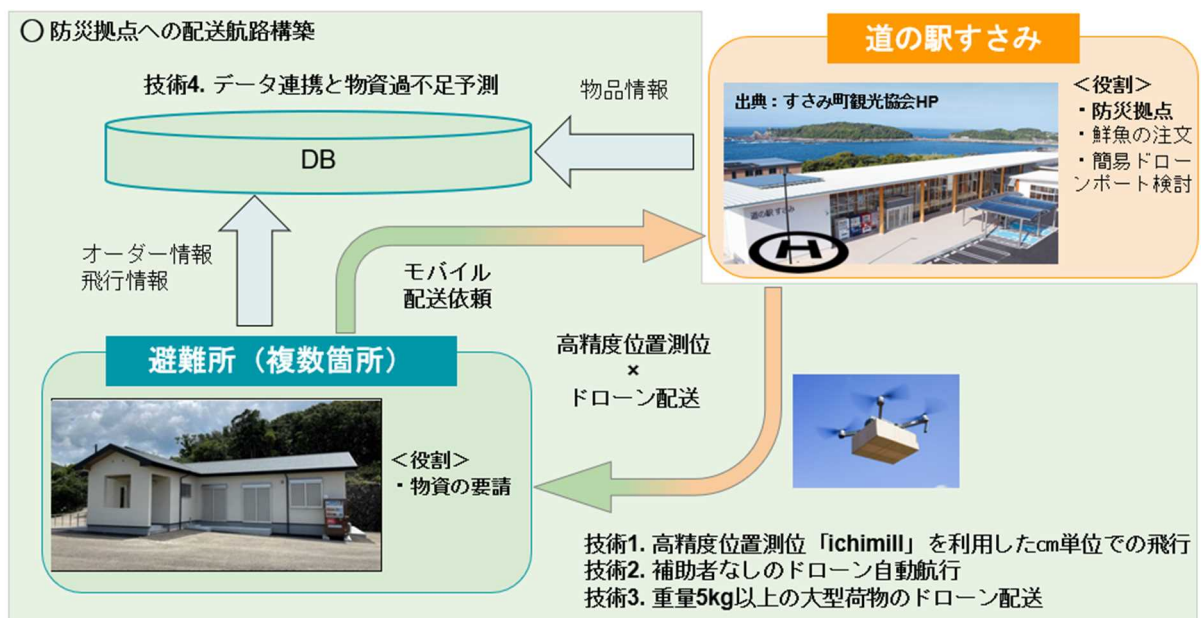 〇 防災拠点への配送航路構築
道の駅すさみ
技術4. データ連携と物資過不足予測
DB
物品情報
出典：すさみ町観光協会HP
道の駅すさみ
H
＜役割＞
・防災拠点
・鮮魚の注文
・簡易ドロー
ンポート検討
オーダー情報
飛行情報
モバイル
配送依頼
避難所（複数箇所）
＜役割＞
・物資の要請
高精度位置測位
×
ドローン配送
技術1. 高精度位置測位「ichimill」を利用した㎝単位での飛行
技術2. 補助者なしのドローン自動航行
技術3. 重量5kg以上の大型荷物のドローン配送